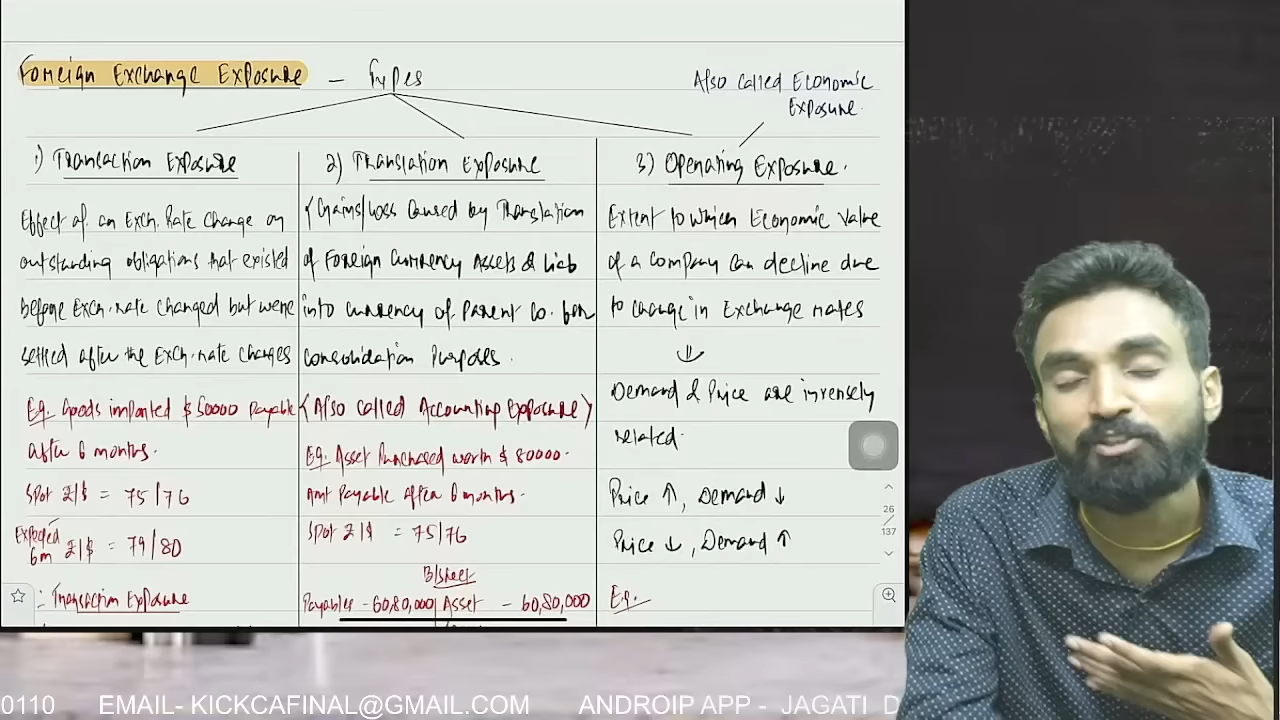 Foreign Exchange Exposure - Types
Also called Economic
Exposure.
1) Transaction Exposure
Effect of an Exch. Rate Change on
outstanding obligations that existed
before Exch. rate changed but were
settled after the Exch. rate changes
Eg. Goods imported $ 50000 Payable
after 6 months.
Spot ₹/$ = 75/76
Expected
6m ₹/$ = 79/80
∴ Transaction Exposure
2) Translation Exposure
{Gains/loss Caused by Translation
of Foreign Currency Assets & Liab
into Currency of Parent Co. for
Consolidation Purposes.
(Also called Accounting Exposure)
Eg. Asset Purchased worth $ 80000.
Amt Payable after 6 months.
Spot ₹/$ = 75/76
B/Sheet
Payables - 60,80,000 Asset - 60,80,000
3) Operating Exposure.
Extent to which Economic value
of a Company can decline due
to change in Exchange rates
⇓
Demand & Price are inversely
related.
Price ↑, Demand ↓
Price ↓, Demand ↑
Eg.
26
137
0110 EMAIL- KICKCAFINAL@GMAIL.COM ANDROIP APP - JAGATI D